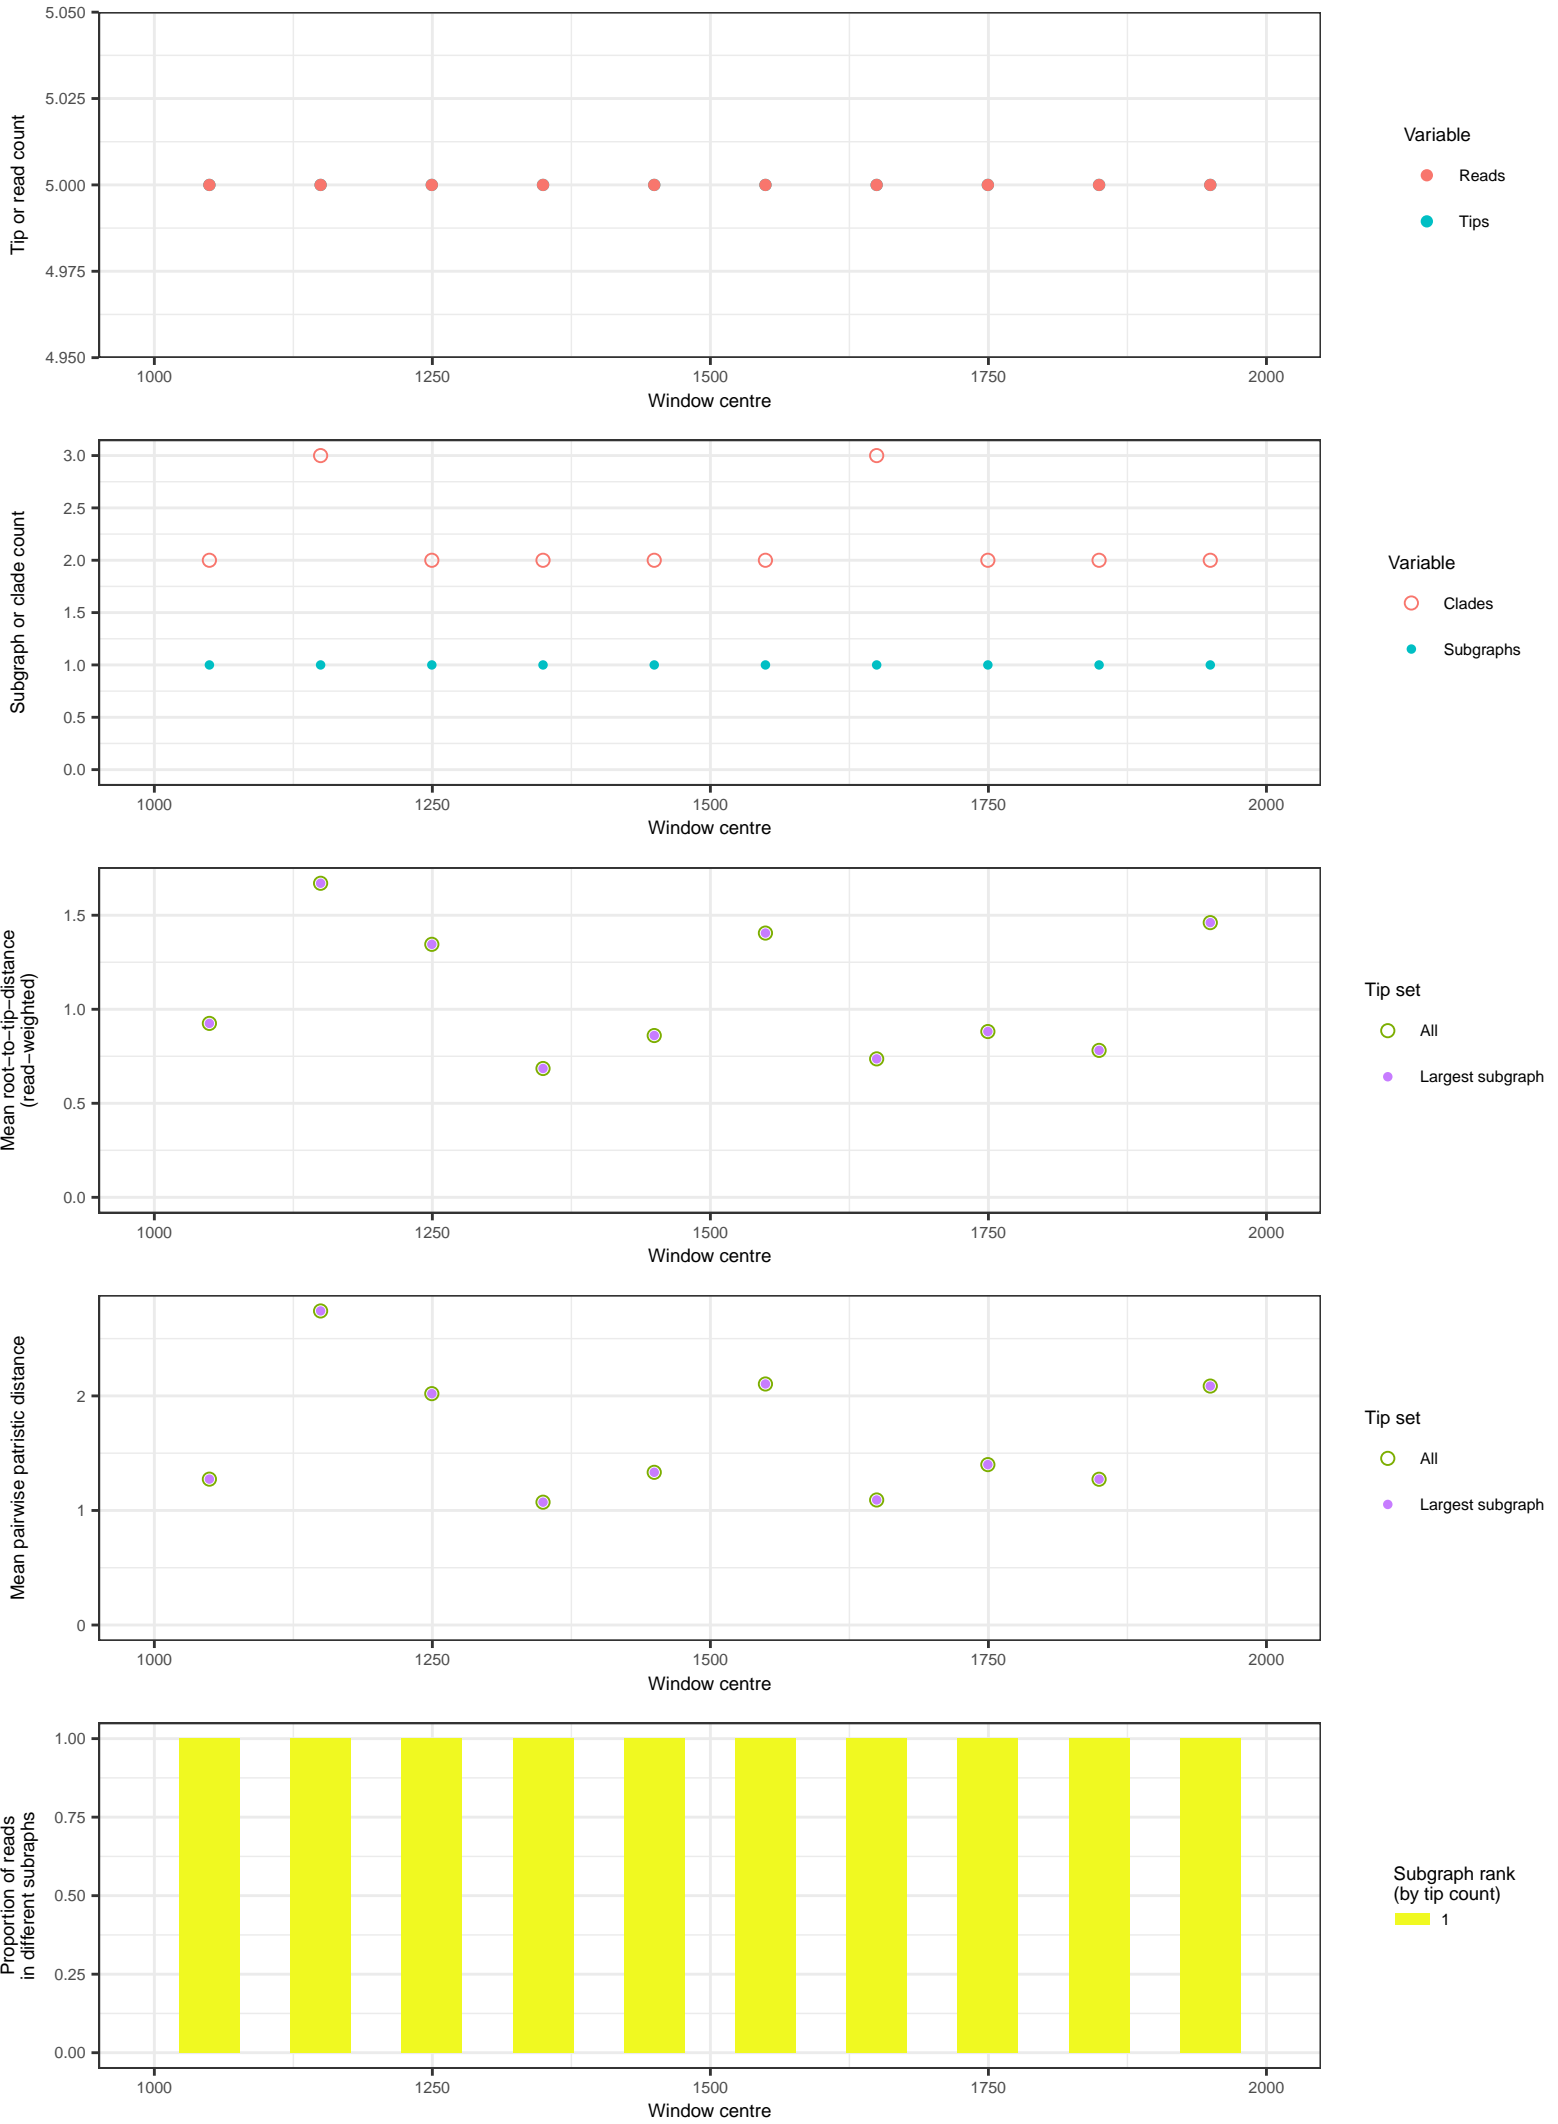 5.050
5.025
5.000
4.975
4.950
Tip or read count
1000 1250 1500 1750 2000
Window centre
Variable
Reads
Tips
3.0
2.5
2.0
1.5
1.0
0.5
0.0
Subgraph or clade count
1000 1250 1500 1750 2000
Window centre
Variable
Clades
Subgraphs
1.5
1.0
0.5
0.0
Mean root−to−tip−distance
(read−weighted)
1000 1250 1500 1750 2000
Window centre
Tip set
All
Largest subgraph
2
1
0
Mean pairwise patristic distance
1000 1250 1500 1750 2000
Window centre
Tip set
All
Largest subgraph
1.00
0.75
0.50
0.25
0.00
Proportion of reads
in different subraphs
1000 1250 1500 1750 2000
Window centre
Subgraph rank
(by tip count)
1